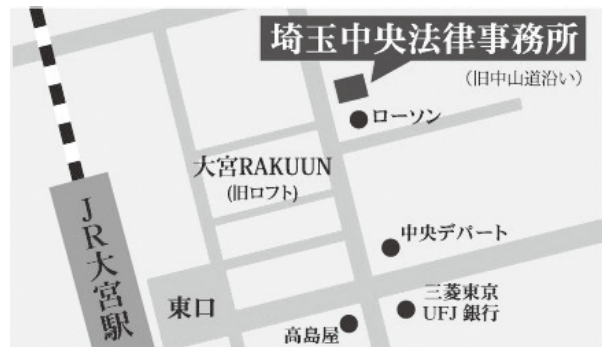 埼玉中央法律事務所
(旧中山道沿い)
ローソン
大宮RAKUUN
(旧ロフト)
JR大宮駅
中央デパート
東口
三菱東京
UFJ 銀行
高島屋